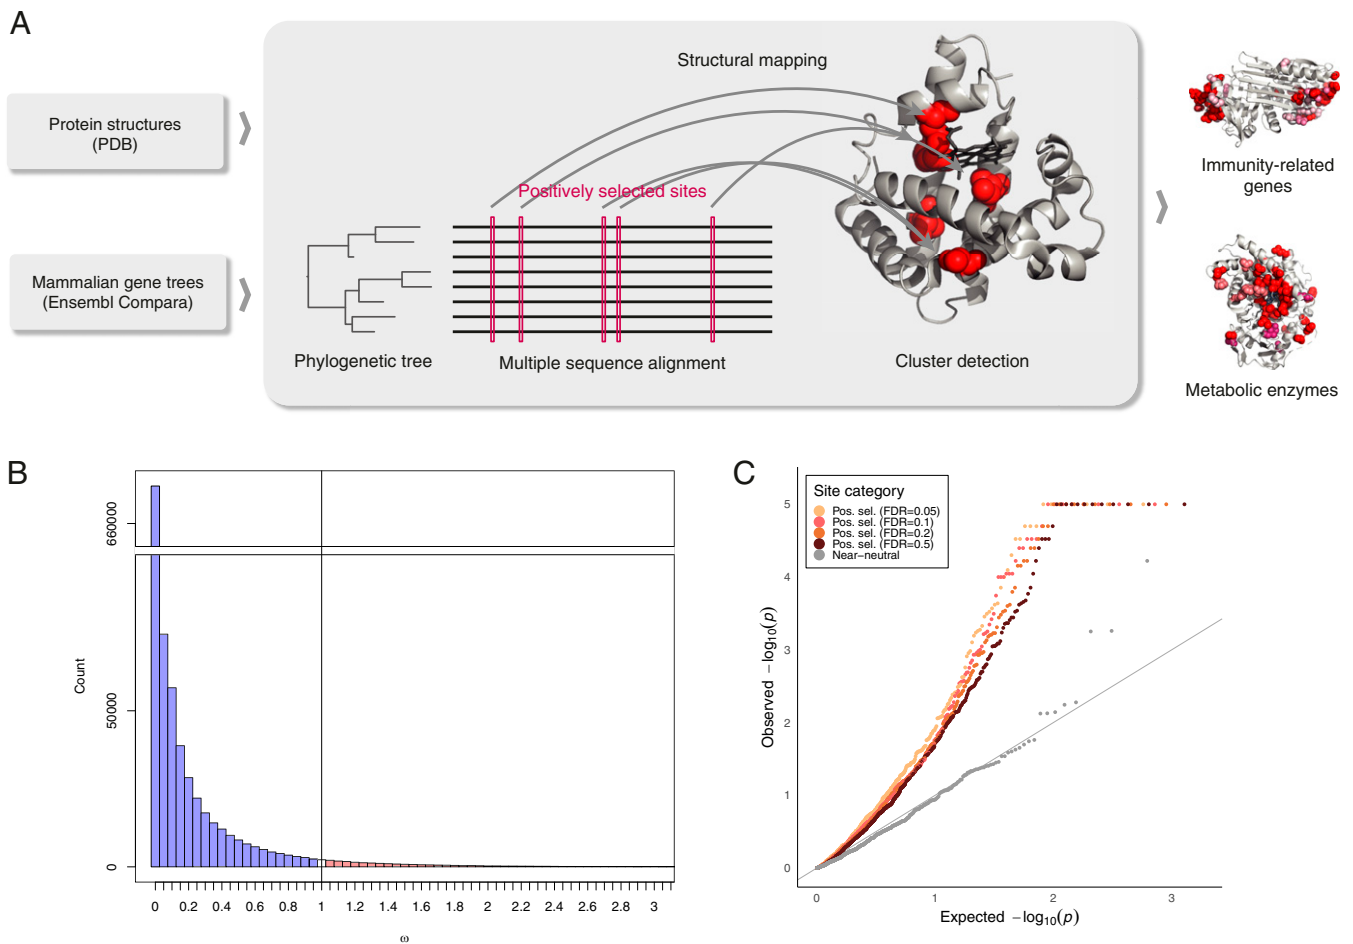 A
Protein structures
(PDB)
Mammalian gene trees
(Ensembl Compara)
Structural mapping
Positively selected sites
Phylogenetic tree
Multiple sequence alignment
Cluster detection
Immunity-related
genes
Metabolic enzymes
B
660000
50000
0
Count
0 0.2 0.4 0.6 0.8 1 1.2 1.4 1.6 1.8 2 2.2 2.4 2.6 2.8 3
ω
C
Site category
Pos. sel. (FDR=0.05)
Pos. sel. (FDR=0.1)
Pos. sel. (FDR=0.2)
Pos. sel. (FDR=0.5)
Near−neutral
5
4
3
2
1
0
Observed −log10(p)
0 1 2 3
Expected −log10(p)